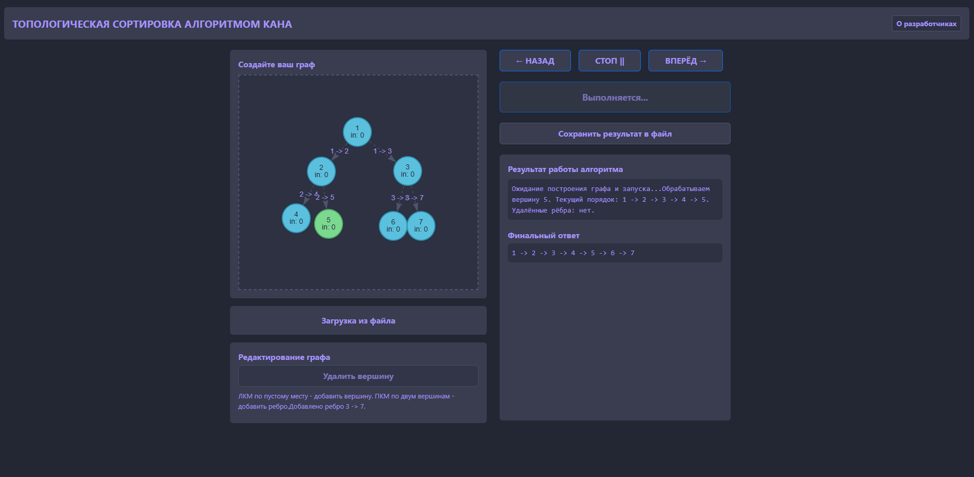 ТОПОЛОГИЧЕСКАЯ СОРТИРОВКА АЛГОРИТМОМ КАНА
О разработчиках
Создайте ваш граф
1
in: 0
1 -> 2
1 -> 3
2
in: 0
3
in: 0
2 -> 4
2 -> 5
3 -> 7
4
in: 0
5
in: 0
6
in: 0
7
in: 0
Загрузка из файла
Редактирование графа
Удалить вершину
ЛКМ по пустому месту - добавить вершину. ПКМ по двум вершинам -
добавить ребро.Добавлено ребро 3 -> 7.
← НАЗАД
СТОП ||
ВПЕРЁД →
Выполняется...
Сохранить результат в файл
Результат работы алгоритма
Ожидание построения графа и запуска...Обрабатываем
вершину 5. Текущий порядок: 1 -> 2 -> 3 -> 4 -> 5.
Удалённые рёбра: нет.
Финальный ответ
1 -> 2 -> 3 -> 4 -> 5 -> 6 -> 7